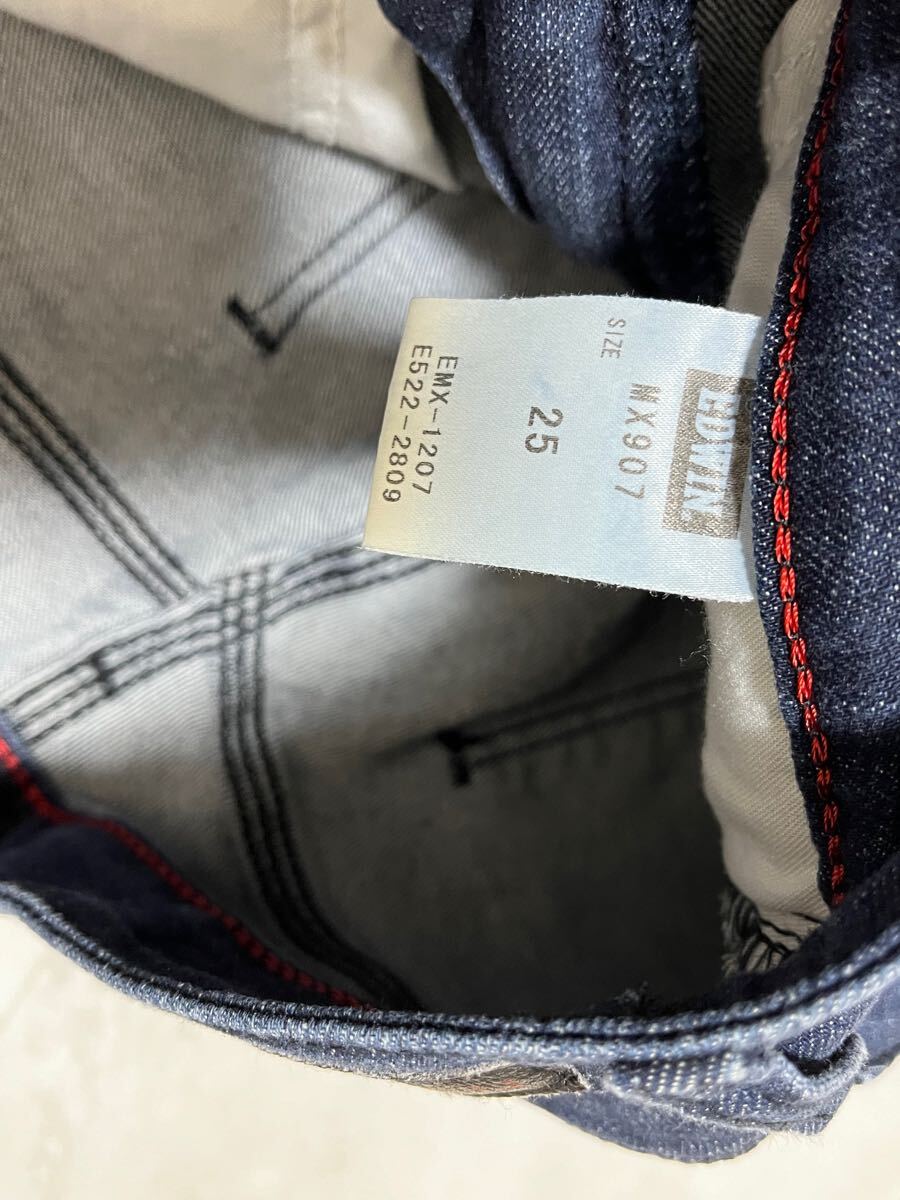 EDWIN
MX907
SIZE
25
EMX-1207
E522-2809